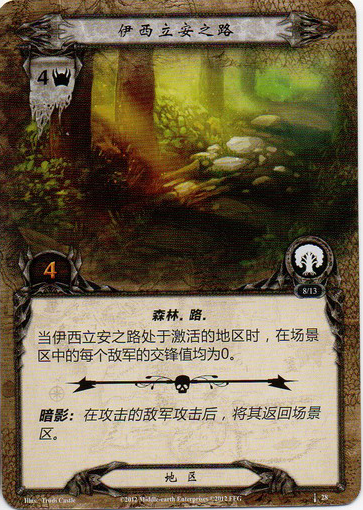 伊西立安之路
4
4
8/13
森林. 路.
当伊西立安之路处于激活的地区时，在场景
区中的每个敌军的交锋值均为0。
暗影：在攻击的敌军攻击后，将其返回场景
区。
地 区
Illus. Trudi Castle
©2012 Middle-earth Enterprises ©2012 FFG
28